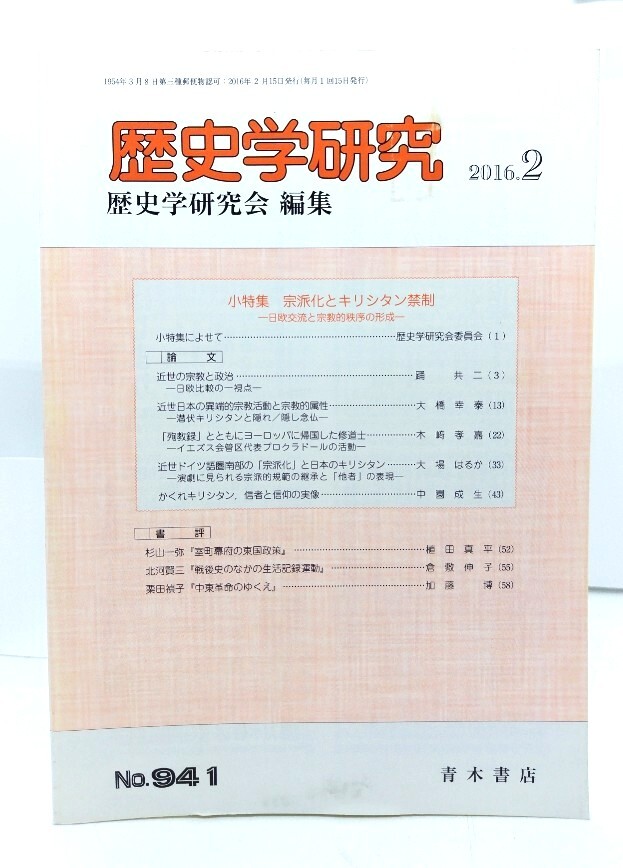 1954年3月8日第三種郵便物認可：2016年2月15日発行（毎月1回15日発行）
歴史学研究 2016.2
歴史学研究会 編集
小特集 宗派化とキリシタン禁制
―日欧交流と宗教的秩序の形成―
小特集によせて……………歴史学研究会委員会（1）
論文
近世の宗教と政治……………踊 共二（3）
―日欧比較の一視点―
近世日本の異端的宗教活動と宗教的属性……………大橋幸泰（13）
―潜伏キリシタンと隠れ／隠し念仏―
「殉教録」とともにヨーロッパに帰国した修道士……………木﨑孝嘉（22）
―イエズス会管区代表プロクラドールの活動―
近世ドイツ語圏南部の「宗派化」と日本のキリシタン……………大場はるか（33）
―演劇に見られる宗派的規範の継承と「他者」の表現―
かくれキリシタン，信者と信仰の実像……………中園成生（43）
書評
杉山一弥『室町幕府の東国政策』……………植田真平（52）
北河賢三『戦後史のなかの生活記録運動』……………倉敷伸子（55）
栗田禎子『中東革命のゆくえ』……………加藤 博（58）
No.941
青木書店